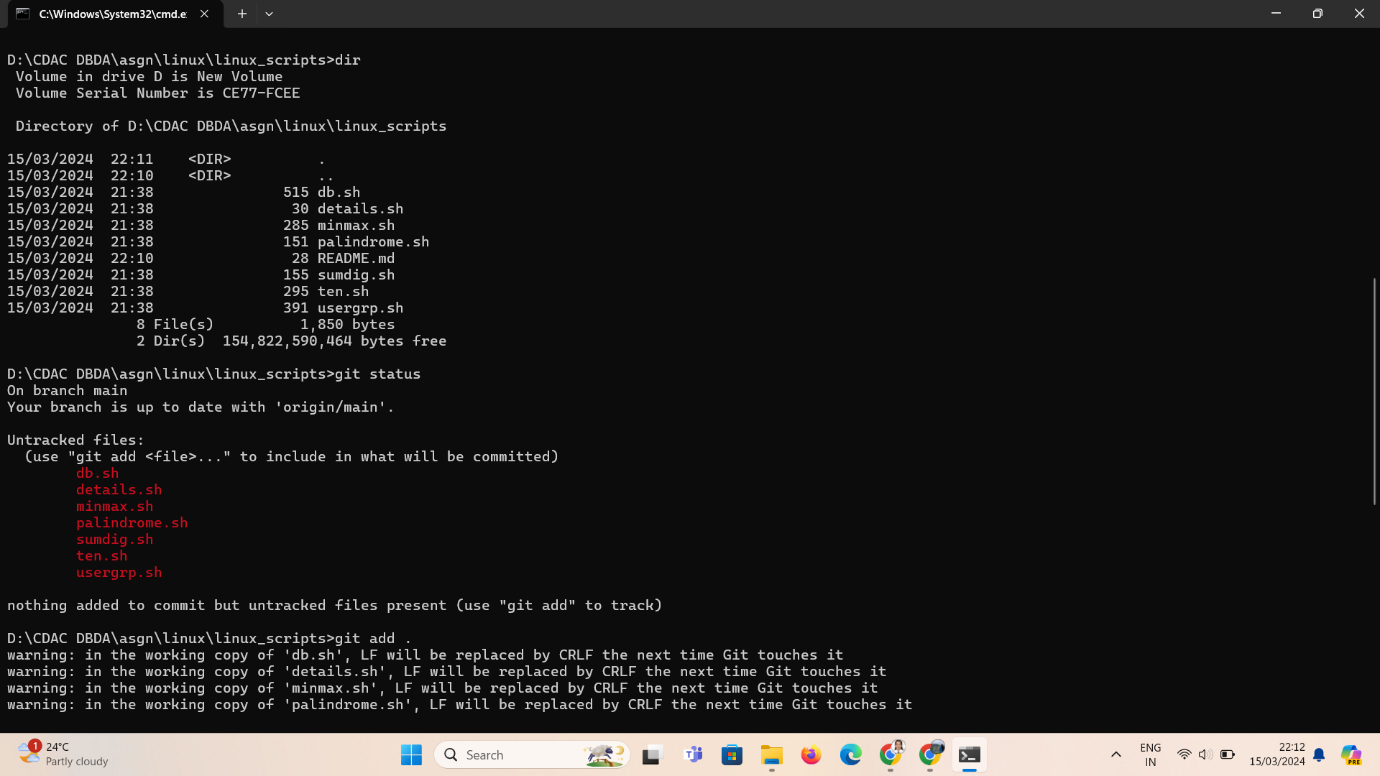 C:\Windows\System32\cmd.e
D:\CDAC DBDA\asgn\linux\linux_scripts>dir
Volume in drive D is New Volume
Volume Serial Number is CE77-FCEE
Directory of D:\CDAC DBDA\asgn\linux\linux_scripts
15/03/2024  22:11    <DIR>          .
15/03/2024  22:10    <DIR>          ..
15/03/2024  21:38               515 db.sh
15/03/2024  21:38                30 details.sh
15/03/2024  21:38               285 minmax.sh
15/03/2024  21:38               151 palindrome.sh
15/03/2024  22:10                28 README.md
15/03/2024  21:38               155 sumdig.sh
15/03/2024  21:38               295 ten.sh
15/03/2024  21:38               391 usergrp.sh
8 File(s)          1,850 bytes
2 Dir(s)  154,822,590,464 bytes free
D:\CDAC DBDA\asgn\linux\linux_scripts>git status
On branch main
Your branch is up to date with 'origin/main'.
Untracked files:
(use "git add <file>..." to include in what will be committed)
db.sh
details.sh
minmax.sh
palindrome.sh
sumdig.sh
ten.sh
usergrp.sh
nothing added to commit but untracked files present (use "git add" to track)
D:\CDAC DBDA\asgn\linux\linux_scripts>git add .
warning: in the working copy of 'db.sh', LF will be replaced by CRLF the next time Git touches it
warning: in the working copy of 'details.sh', LF will be replaced by CRLF the next time Git touches it
warning: in the working copy of 'minmax.sh', LF will be replaced by CRLF the next time Git touches it
warning: in the working copy of 'palindrome.sh', LF will be replaced by CRLF the next time Git touches it
1
24°C
Partly cloudy
Search
ENG
IN
22:12
15/03/2024
PRE